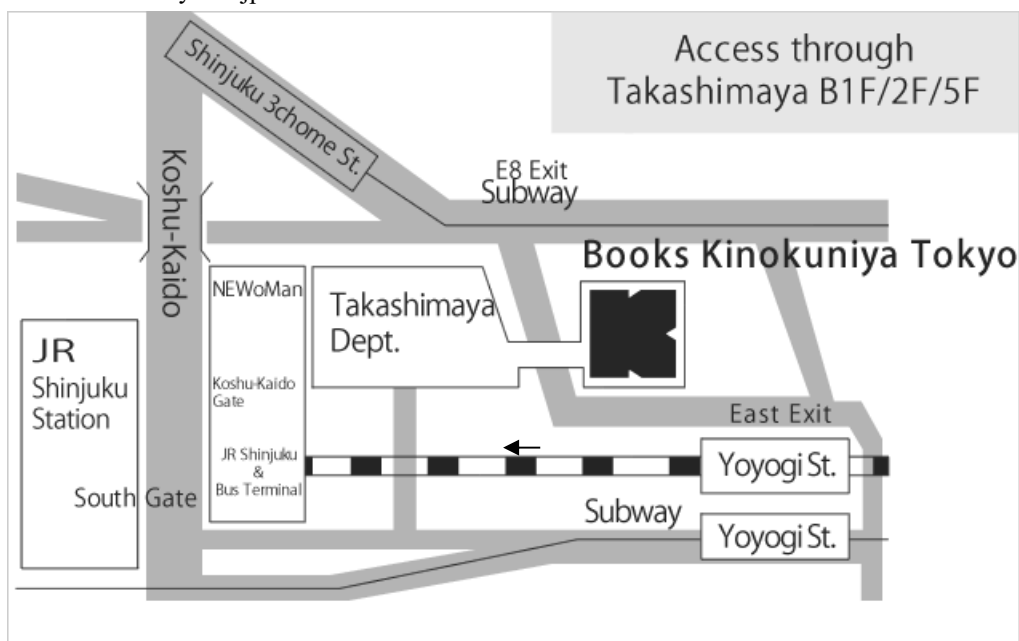 Access through
Takashimaya B1F/2F/5F
Shinjuku 3chome St.
Koshu-Kaido
E8 Exit
Subway
Books Kinokuniya Tokyo
NEWoMan
Takashimaya
Dept.
JR
Shinjuku
Station
Koshu-Kaido
Gate
East Exit
JR Shinjuku
&
Bus Terminal
Yoyogi St.
South Gate
Subway
Yoyogi St.